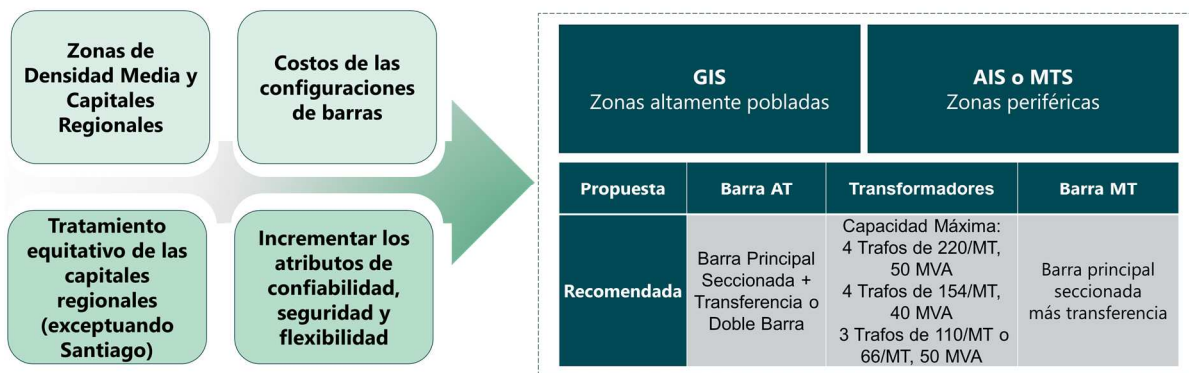 Zonas de
Densidad Media y
Capitales
Regionales
Costos de las
configuraciones
de barras
Tratamiento
equitativo de las
capitales
regionales
(exceptuando
Santiago)
Incrementar los
atributos de
confiabilidad,
seguridad y
flexibilidad
GIS
Zonas altamente pobladas
AIS o MTS
Zonas periféricas
Propuesta
Barra AT
Transformadores
Barra MT
Recomendada
Barra Principal
Seccionada +
Transferencia o
Doble Barra
Capacidad Máxima:
4 Trafos de 220/MT,
50 MVA
4 Trafos de 154/MT,
40 MVA
3 Trafos de 110/MT o
66/MT, 50 MVA
Barra principal
seccionada
más transferencia